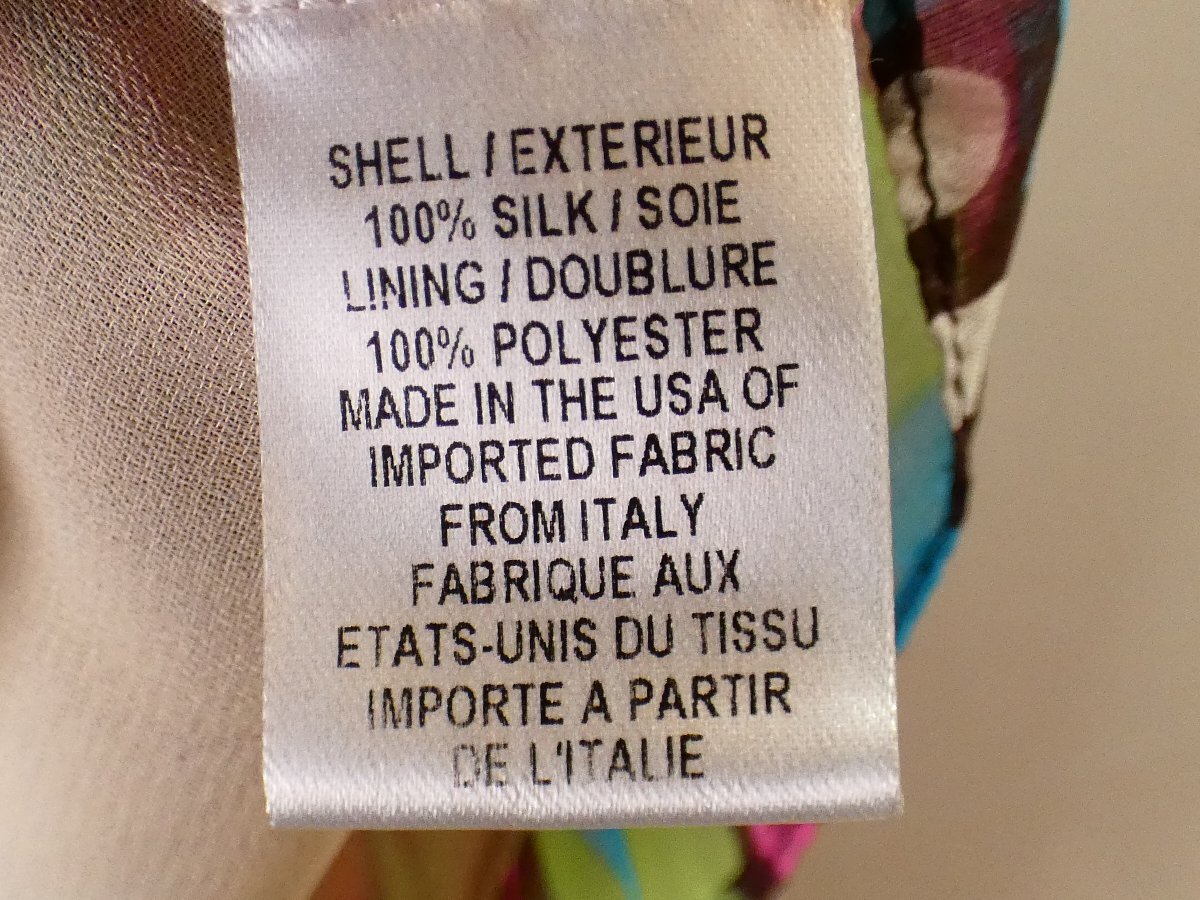 SHELL / EXTERIEUR
100% SILK / SOIE
LINING / DOUBLURE
100% POLYESTER
MADE IN THE USA OF
IMPORTED FABRIC
FROM ITALY
FABRIQUE AUX
ETATS-UNIS DU TISSU
IMPORTE A PARTIR
DE L'ITALIE